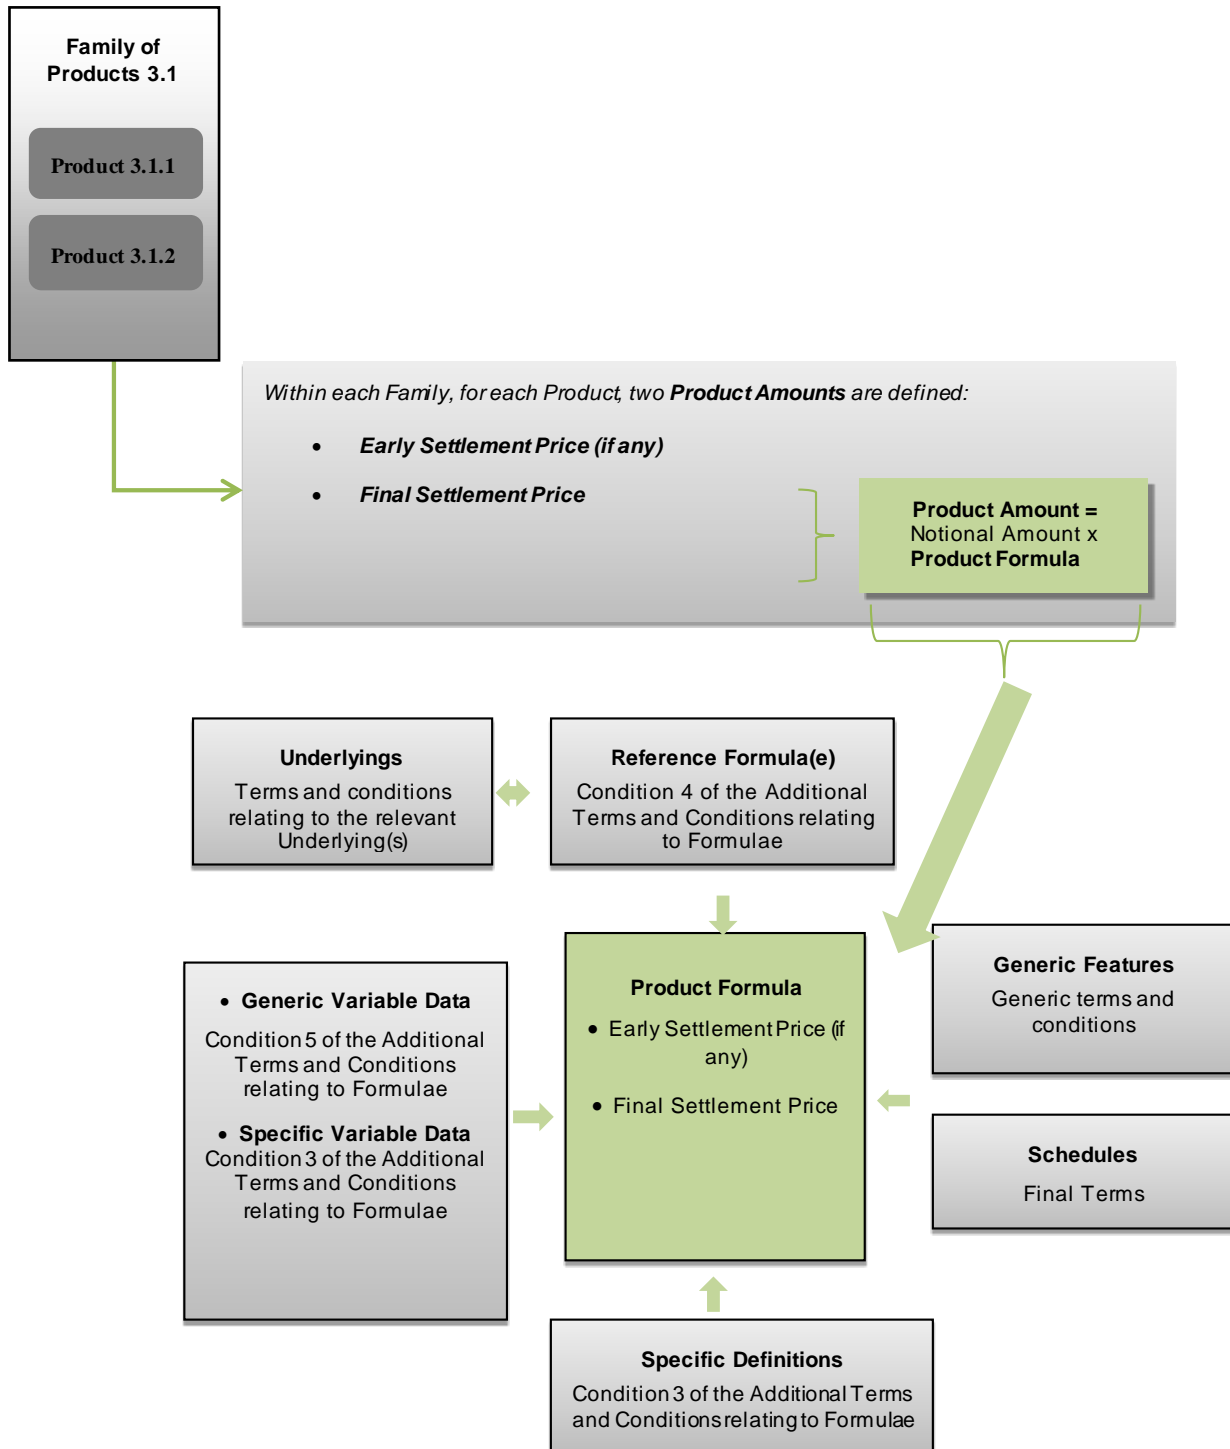 Family of
Products 3.1
Product 3.1.1
Product 3.1.2
Within each Family, for each Product, two Product Amounts are defined:
• Early Settlement Price (if any)
• Final Settlement Price
Product Amount =
Notional Amount x
Product Formula
Underlyings
Terms and conditions
relating to the relevant
Underlying(s)
Reference Formula(e)
Condition 4 of the Additional
Terms and Conditions relating
to Formulae
• Generic Variable Data
Condition 5 of the Additional
Terms and Conditions
relating to Formulae
• Specific Variable Data
Condition 3 of the Additional
Terms and Conditions
relating to Formulae
Product Formula
• Early Settlement Price (if
any)
• Final Settlement Price
Generic Features
Generic terms and
conditions
Schedules
Final Terms
Specific Definitions
Condition 3 of the Additional Terms
and Conditions relating to Formulae